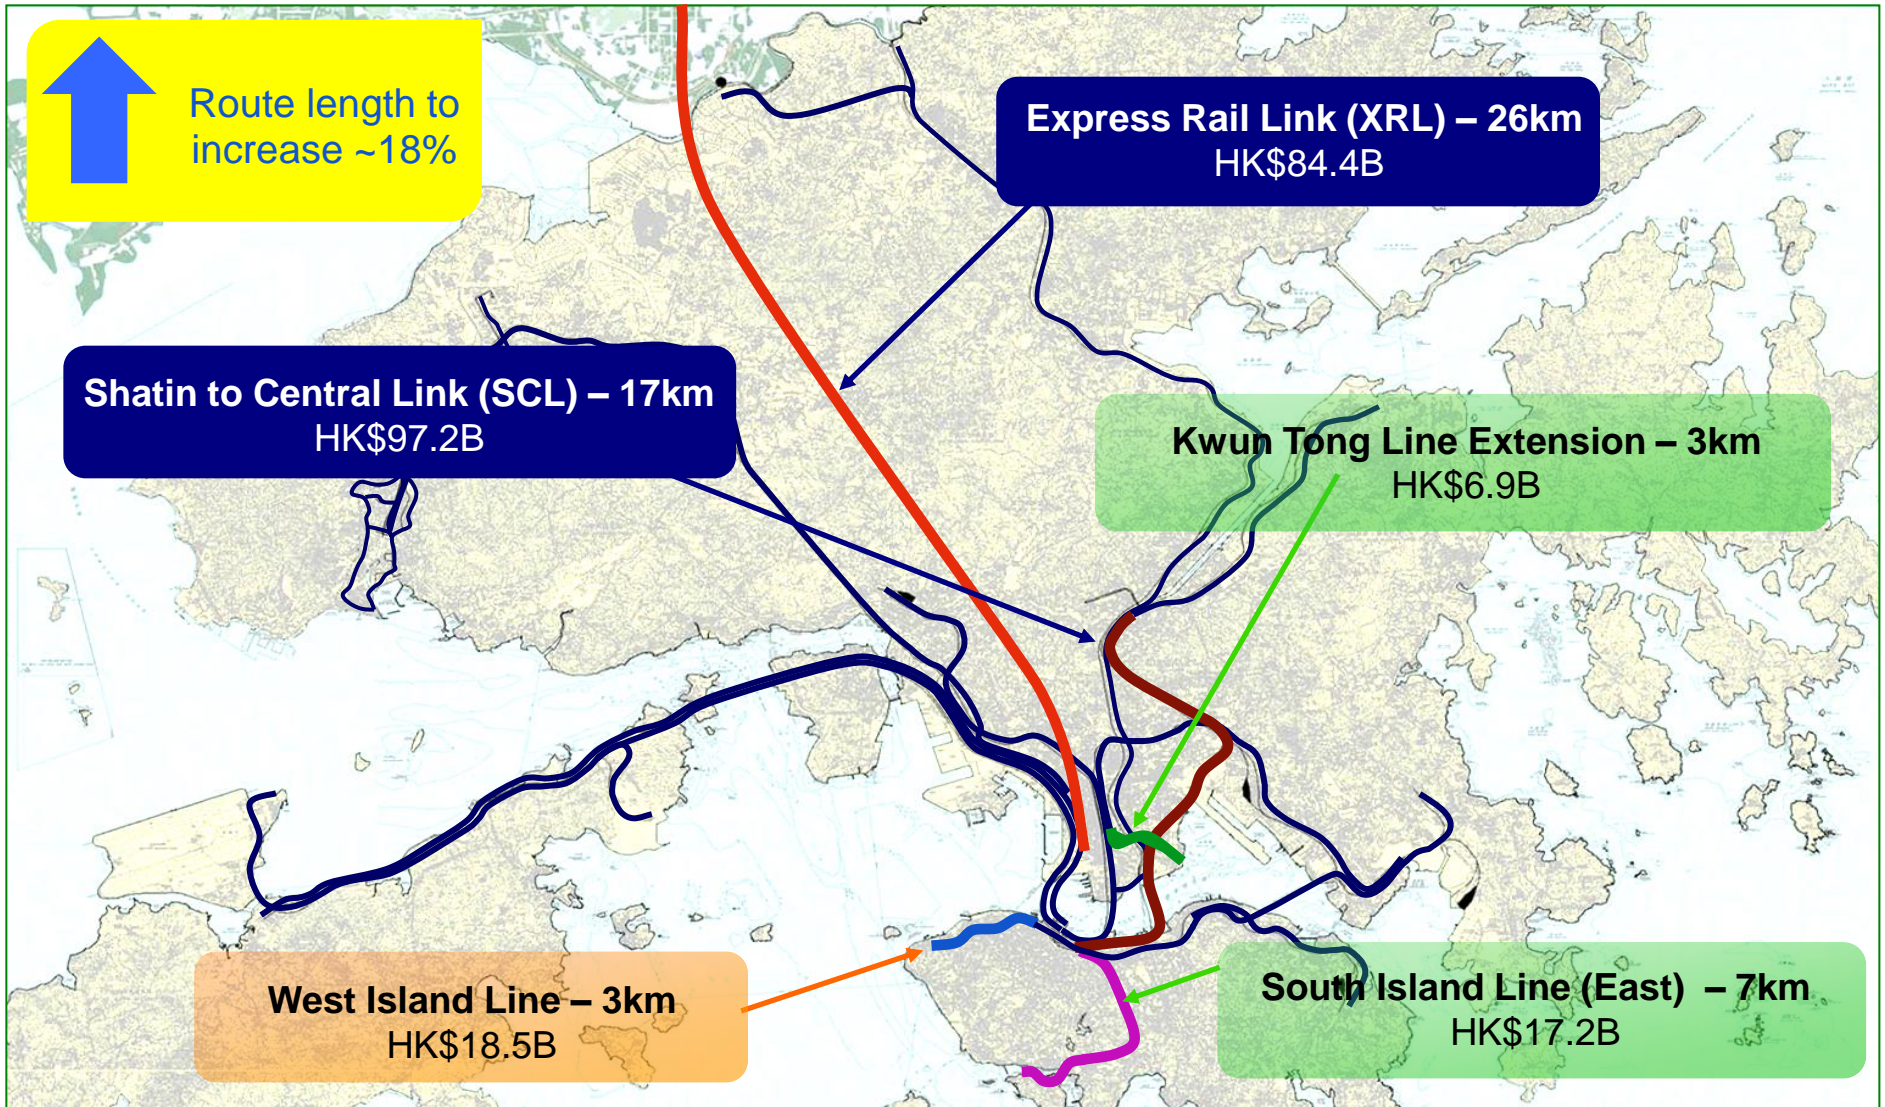 Route length to
increase ~18%
Express Rail Link (XRL) – 26km
HK$84.4B
Shatin to Central Link (SCL) – 17km
HK$97.2B
Kwun Tong Line Extension – 3km
HK$6.9B
West Island Line – 3km
HK$18.5B
South Island Line (East) – 7km
HK$17.2B